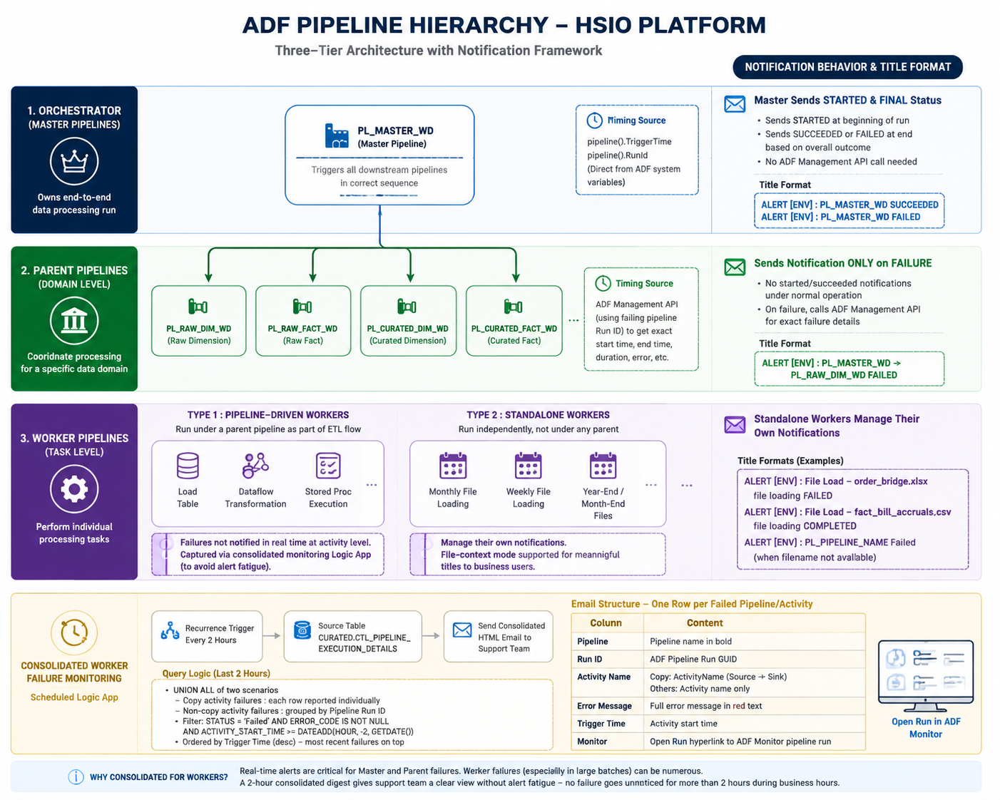 ADF PIPELINE HIERARCHY – HSIO PLATFORM
Three–Tier Architecture with Notification Framework
NOTIFICATION BEHAVIOR & TITLE FORMAT
1. ORCHESTRATOR
(MASTER PIPELINES)
Owns end-to-end
data processing run
PL_MASTER_WD
(Master Pipeline)
Triggers all downstream pipelines
in correct sequence
Timing Source
pipeline().TriggerTime
pipeline().RunId
(Direct from ADF system
variables)
Master Sends STARTED & FINAL Status
• Sends STARTED at beginning of run
• Sends SUCCEEDED or FAILED at end
based on overall outcome
• No ADF Management API call needed
Title Format
ALERT [ENV] : PL_MASTER_WD SUCCEEDED
ALERT [ENV] : PL_MASTER_WD FAILED
2. PARENT PIPELINES
(DOMAIN LEVEL)
Cooridnate processing
for a specific data domain
PL_RAW_DIM_WD
(Raw Dimension)
PL_RAW_FACT_WD
(Raw Fact)
PL_CURATED_DIM_WD
(Curated Dimension)
PL_CURATED_FACT_WD
(Curated Fact)
...
Timing Source
ADF Management API
(using failing pipeline
Run ID) to get exact
start time, end time,
duration, error, etc.
Sends Notification ONLY on FAILURE
• No started/succeeded notifications
under normal operation
• On failure, calls ADF Management API
for exact failure details
Title Format
ALERT [ENV] : PL_MASTER_WD →
PL_RAW_DIM_WD FAILED
3. WORKER PIPELINES
(TASK LEVEL)
Perform individual
processing tasks
TYPE 1 : PIPELINE–DRIVEN WORKERS
Run under a parent pipeline as part of ETL flow
Load
Table
Dataflow
Transformation
Stored Proc
Execution
...
Failures not notified in real time at activity level.
Captured via consolidated monitoring Logic App
(to avoid alert fatigue).
TYPE 2 : STANDALONE WORKERS
Run independently, not under any parent
Monthly File
Loading
Weekly File
Loading
Year-End /
Month-End
Files
...
...
Manage their own notifications.
File–context mode supported for meannigful
titles to business users.
Standalone Workers Manage Their
Own Notifications
Title Formats (Examples)
ALERT [ENV] : File Load – order_bridge.xlsx
file loading FAILED
ALERT [ENV] : File Load – fact_bill_accruals.csv
file loading COMPLETED
ALERT [ENV] : PL_PIPELINE_NAME Failed
(when filename not available)
CONSOLIDATED WORKER
FAILURE MONITORING
Scheduled Logic App
Recurrence Trigger
Every 2 Hours
Source Table
CURATED.CTL_PIPELINE_
EXECUTION_DETAILS
Send Consolidated
HTML Email to
Support Team
Query Logic (Last 2 Hours)
• UNION ALL of two scenarios
– Copy activity failures : each row reported individually
– Non-copy activity failures : grouped by Pipeline Run ID
• Filter: STATUS = 'Failed' AND ERROR_CODE IS NOT NULL
AND ACTIVITY_START_TIME >= DATEADD(HOUR, -2, GETDATE())
• Ordered by Trigger Time (desc) – most recent failures on top
Email Structure – One Row per Failed Pipeline/Activity
Column Content
Pipeline Pipeline name in bold
Run ID ADF Pipeline Run GUID
Activity Name Copy: ActivityName (Source → Sink)
Others: Activity name only
Error Message Full error message in red text
Trigger Time Activity start time
Monitor Open Run hyperlink to ADF Monitor pipeline run
Open Run in ADF
Monitor
WHY CONSOLIDATED FOR WORKERS?
Real-time alerts are critical for Master and Parent failures. Werker failures (especially in large batches) can be numerous.
A 2-hour consolidated digest gives support team a clear view without alert fatigue – no failure goes unnoticed for more than 2 hours during business hours.